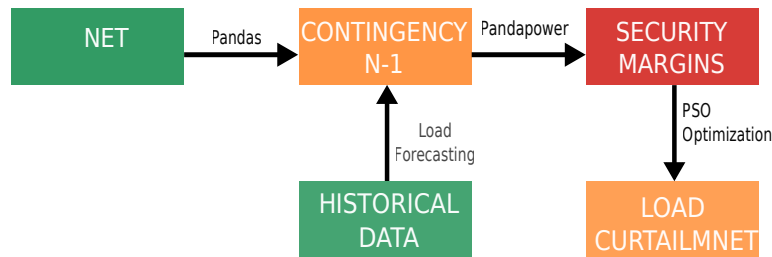 NET
Pandas
CONTINGENCY
N-1
Pandapower
SECURITY
MARGINS
Load
Forecasting
PSO
Optimization
HISTORICAL
DATA
LOAD
CURTAILMNET